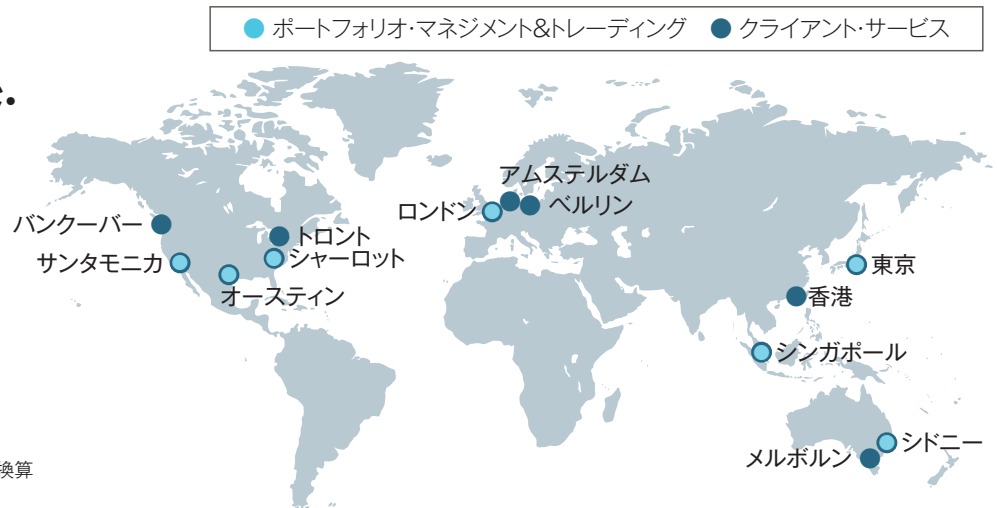 ポートフォリオ・マネジメント&トレーディング
クライアント・サービス
アムステルダム
ロンドン
ベルリン
バンクーバー
トロント
サンタモニカ
シャーロット
オースティン
東京
香港
シンガポール
シドニー
メルボルン
換算